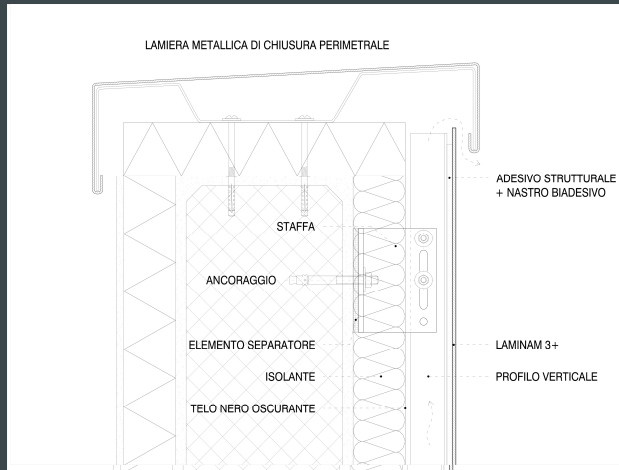 LAMIERA METALLICA DI CHIUSURA PERIMETRALE
ADESIVO STRUTTURALE
+ NASTRO BIADESIVO
STAFFA
ANCORAGGIO
ELEMENTO SEPARATORE
LAMINAM 3+
ISOLANTE
PROFILO VERTICALE
TELO NERO OSCURANTE